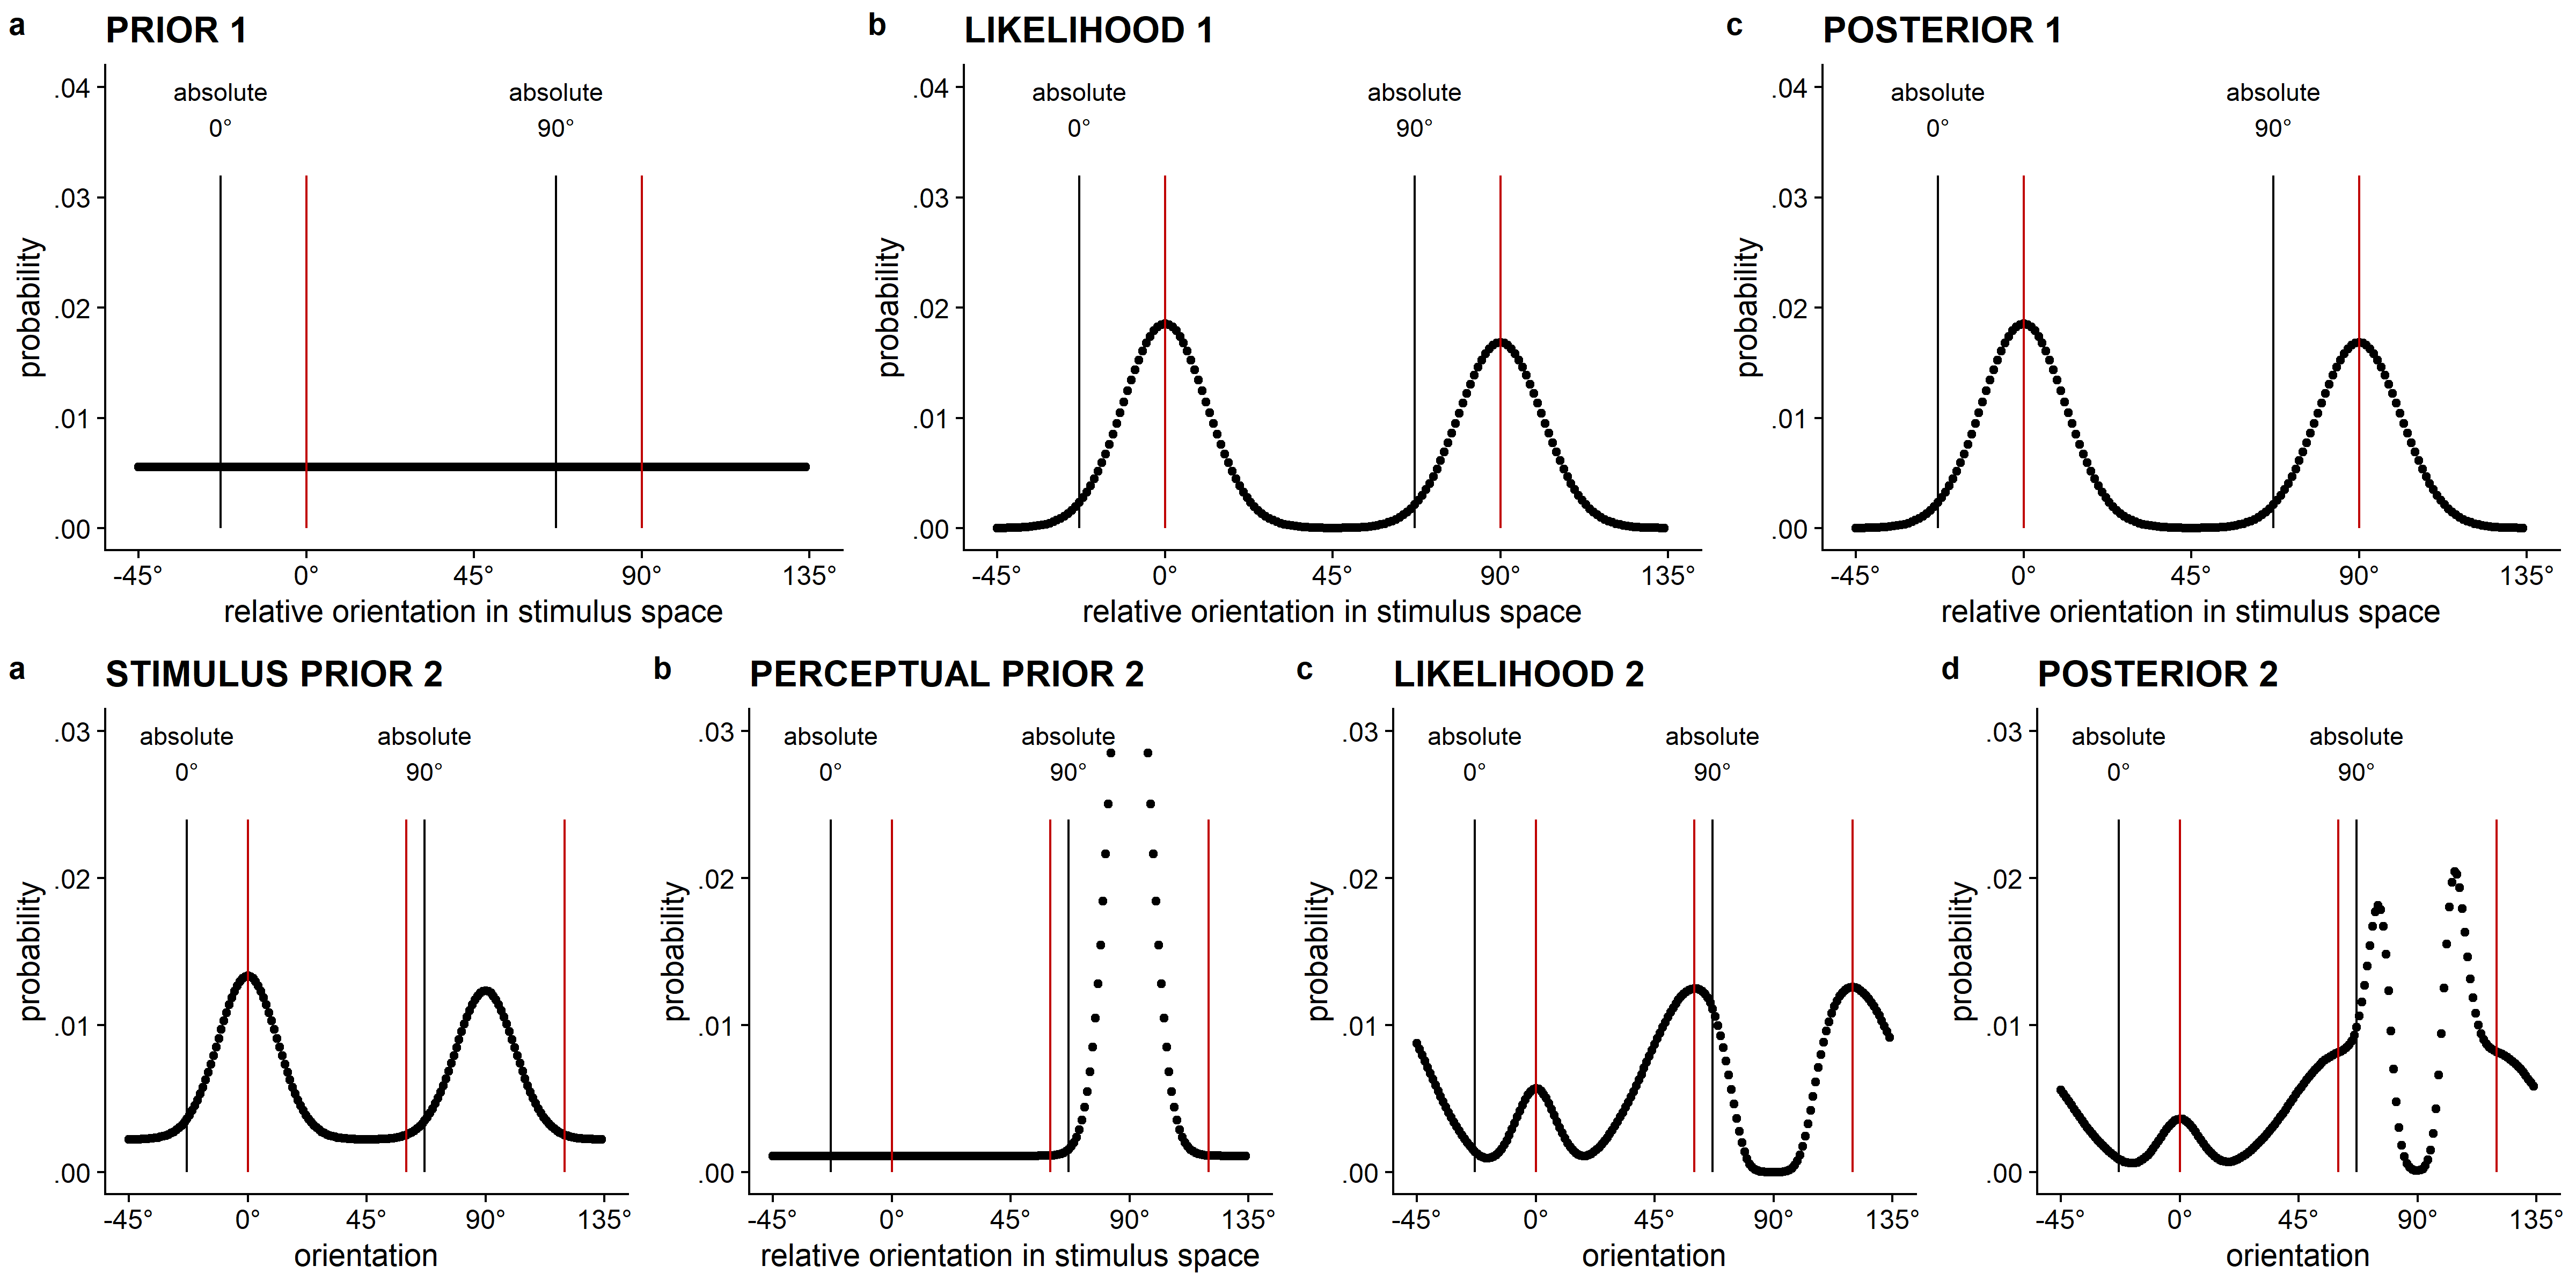 a PRIOR 1
absolute absolute
0° 90°
.04
.03
.02
.01
.00
probability
-45° 0° 45° 90° 135°
relative orientation in stimulus space
b LIKELIHOOD 1
absolute absolute
0° 90°
.04
.03
.02
.01
.00
probability
-45° 0° 45° 90° 135°
relative orientation in stimulus space
c POSTERIOR 1
absolute absolute
0° 90°
.04
.03
.02
.01
.00
probability
-45° 0° 45° 90° 135°
relative orientation in stimulus space
a STIMULUS PRIOR 2
absolute absolute
0° 90°
.03
.02
.01
.00
probability
-45° 0° 45° 90° 135°
orientation
b PERCEPTUAL PRIOR 2
absolute absolute
0° 90°
.03
.02
.01
.00
probability
-45° 0° 45° 90° 135°
relative orientation in stimulus space
c LIKELIHOOD 2
absolute absolute
0° 90°
.03
.02
.01
.00
probability
-45° 0° 45° 90° 135°
orientation
d POSTERIOR 2
absolute absolute
0° 90°
.03
.02
.01
.00
probability
-45° 0° 45° 90° 135°
orientation